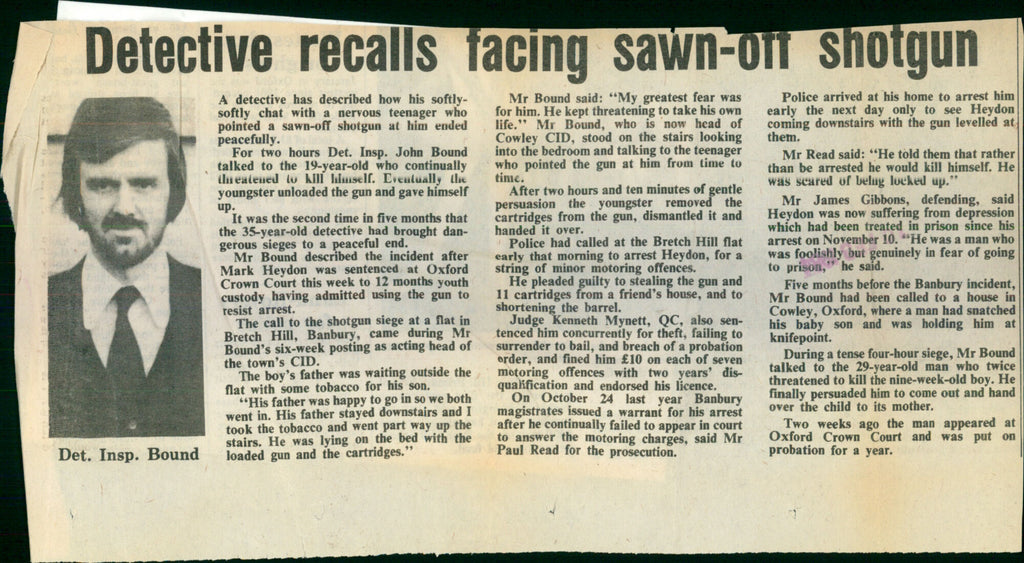 Detective recalls facing sawn-off shotgun
A detective has described how his softly-
softly chat with a nervous teenager who
pointed a sawn-off shotgun at him ended
peacefully.
For two hours Det. Insp. John Bound
talked to the 19-year-old who continually
threatened to kill himself. Eventually the
youngster unloaded the gun and gave himself
up.
It was the second time in five months that
the 35-year-old detective had brought dan-
gerous sieges to a peaceful end.
Mr Bound described the incident after
Mark Heydon was sentenced at Oxford
Crown Court this week to 12 months youth
custody having admitted using the gun to
resist arrest.
The call to the shotgun siege at a flat in
Bretch Hill, Banbury, came during Mr
Bound's six-week posting as acting head of
the town's CID.
The boy's father was waiting outside the
flat with some tobacco for his son.
"His father was happy to go in so we both
went in. His father stayed downstairs and I
took the tobacco and went part way up the
stairs. He was lying on the bed with the
loaded gun and the cartridges."
Det. Insp. Bound
Mr Bound said: "My greatest fear was
for him. He kept threatening to take his own
life." Mr Bound, who is now head of
Cowley CID, stood on the stairs looking
into the bedroom and talking to the teenager
who pointed the gun at him from time to
time.
After two hours and ten minutes of gentle
persuasion the youngster removed the
cartridges from the gun, dismantled it and
handed it over.
Police had called at the Bretch Hill flat
early that morning to arrest Heydon, for a
string of minor motoring offences.
He pleaded guilty to stealing the gun and
11 cartridges from a friend's house, and to
shortening the barrel.
Judge Kenneth Mynett, QC, also sen-
tenced him concurrently for theft, failing to
surrender to bail, and breach of a probation
order, and fined him £10 on each of seven
motoring offences with two years' dis-
qualification and endorsed his licence.
On October 24 last year Banbury
magistrates issued a warrant for his arrest
after he continually failed to appear in court
to answer the motoring charges, said Mr
Paul Read for the prosecution.
Police arrived at his home to arrest him
early the next day only to see Heydon
coming downstairs with the gun levelled at
them.
Mr Read said: "He told them that rather
than be arrested he would kill himself. He
was scared of being locked up."
Mr James Gibbons, defending, said
Heydon was now suffering from depression
which had been treated in prison since his
arrest on November 10. "He was a man who
was foolishly but genuinely in fear of going
to prison," he said.
Five months before the Banbury incident,
Mr Bound had been called to a house in
Cowley, Oxford, where a man had snatched
his baby son and was holding him at
knifepoint.
During a tense four-hour siege, Mr Bound
talked to the 29-year-old man who twice
threatened to kill the nine-week-old boy. He
finally persuaded him to come out and hand
over the child to its mother.
Two weeks ago the man appeared at
Oxford Crown Court and was put on
probation for a year.